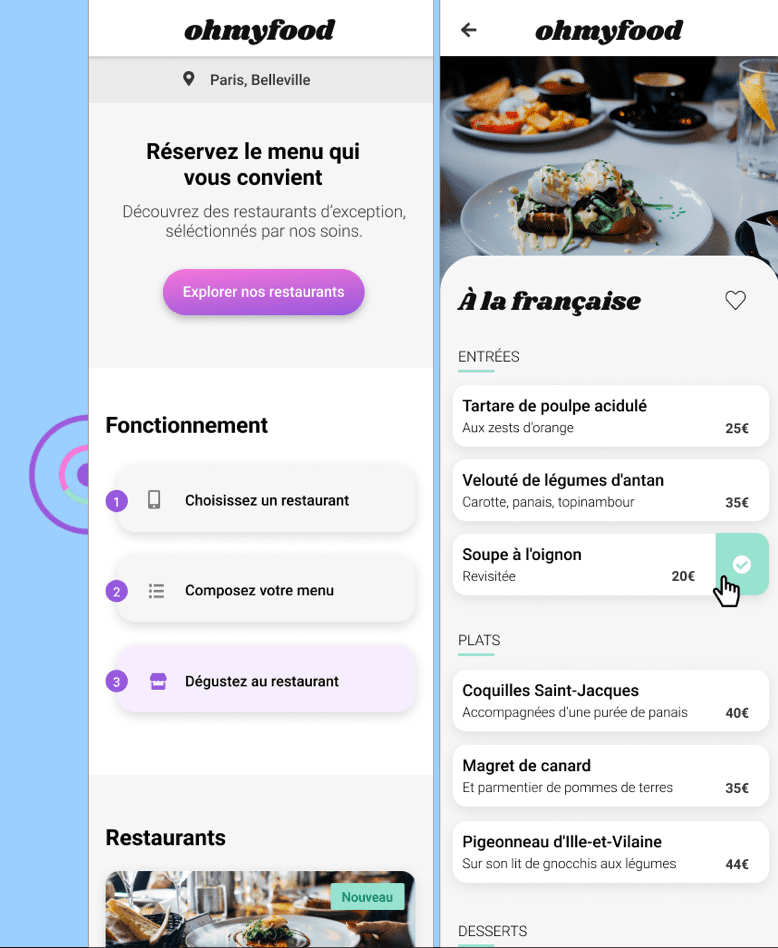 ohmyfood
Paris, Belleville
Réservez le menu qui
vous convient
Découvrez des restaurants d'exception,
séléctionnés par nos soins.
Explorer nos restaurants
Fonctionnement
1 Choisissez un restaurant
2 Composez votre menu
3 Dégustez au restaurant
Restaurants
Nouveau
ohmyfood
À la française
ENTRÉES
Tartare de poulpe acidulé
Aux zests d'orange 25€
Velouté de légumes d'antan
Carotte, panais, topinambour 35€
Soupe à l'oignon
Revisitée 20€
PLATS
Coquilles Saint-Jacques
Accompagnées d'une purée de panais 40€
Magret de canard
Et parmentier de pommes de terres 35€
Pigeonneau d'Ille-et-Vilaine
Sur son lit de gnocchis aux légumes 44€
DESSERTS